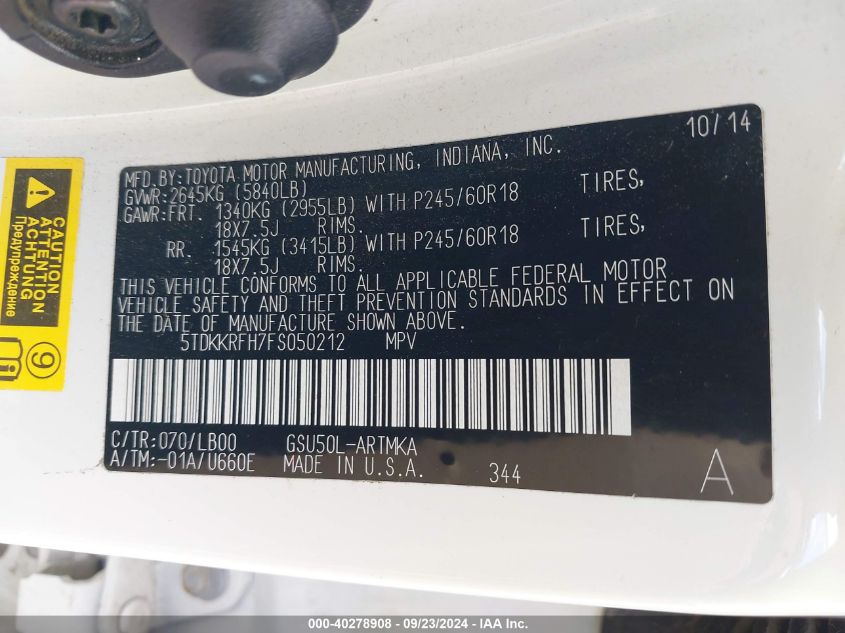 10/14
MFD.BY:TOYOTA MOTOR MANUFACTURING, INDIANA, INC.
GVWR:2645KG (5840LB)
GAWR:FRT. 1340KG (2955LB) WITH P245/60R18 TIRES,
18X7.5J RIMS.
RR. 1545KG (3415LB) WITH P245/60R18 TIRES,
18X7.5J RIMS.
THIS VEHICLE CONFORMS TO ALL APPLICABLE FEDERAL MOTOR
VEHICLE SAFETY AND THEFT PREVENTION STANDARDS IN EFFECT ON
THE DATE OF MANUFACTURE SHOWN ABOVE.
5TDKKRFH7FS050212 MPV
C/TR:070/LB00 GSU50L-ARTMKA
A/TM:-01A/U660E MADE IN U.S.A. 344 A
CAUTION
ATTENTION
ACHTUNG
Предупреждение
9
000-40278908 - 09/23/2024 - IAA Inc.